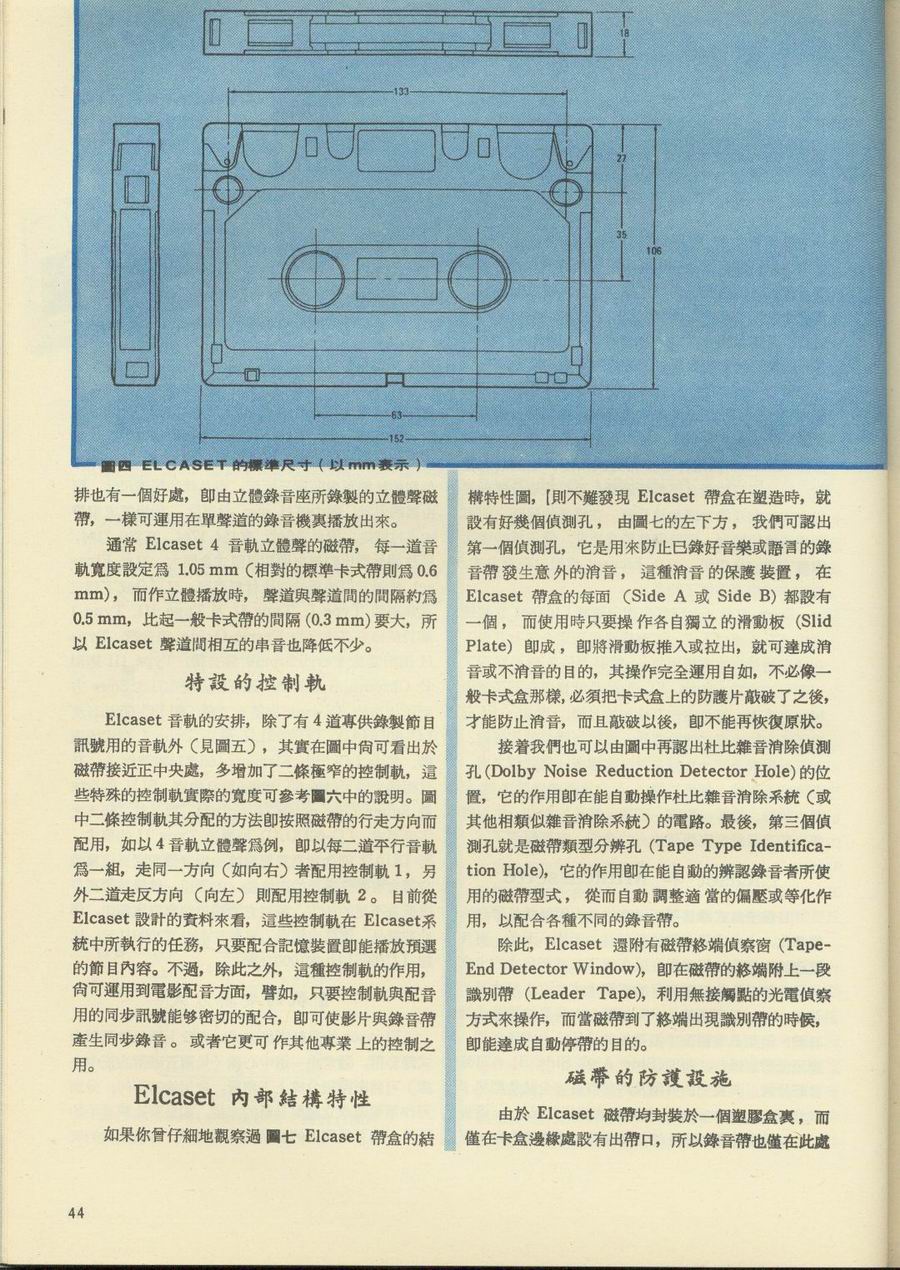 18
133
27
35
106
63
152
圖四 ELCASET的標準尺寸(以mm表示)
排也有一個好處，卽由立體錄音座所錄製的立體聲磁
帶，一樣可運用在單聲道的錄音機裏播放出來。
通常 Elcaset 4 音軌立體聲的磁帶，每一道音
軌寬度設定爲 1.05 mm（相對的標準卡式帶則爲 0.6
mm），而作立體播放時，聲道與聲道間的間隔約爲
0.5 mm，比起一般卡式帶的間隔 (0.3 mm) 要大，所
以 Elcaset 聲道間相互的串音也降低不少。
特設的控制軌
Elcaset 音軌的安排，除了有 4 道專供錄製節目
訊號用的音軌外（見圖五），其實在圖中尙可看出於
磁帶接近正中央處，多增加了二條極窄的控制軌，這
些特殊的控制軌實際的寬度可參考圖六中的說明。圖
中二條控制軌其分配的方法卽按照磁帶的行走方向而
配用，如以 4 音軌立體聲爲例，卽以每二道平行音軌
爲一組，走同一方向（如向右）者配用控制軌 1，另
外二道走反方向（向左）則配用控制軌 2。目前從
Elcaset 設計的資料來看，這些控制軌在 Elcaset系
統中所執行的任務，只要配合記憶裝置卽能播放預選
的節目內容。不過，除此之外，這種控制軌的作用，
尙可運用到電影配音方面，譬如，只要控制軌與配音
用的同步訊號能够密切的配合，卽可使影片與錄音帶
產生同步錄音。或者它更可作其他專業上的控制之
用。
Elcaset 內部結構特性
如果你曾仔細地觀察過 圖七 Elcaset 帶盒的結
構特性圖，[則不難發現 Elcaset 帶盒在塑造時，就
設有好幾個偵測孔，由圖七的左下方，我們可認出
第一個偵測孔，它是用來防止已錄好音樂或語言的錄
音帶發生意外的消音，這種消音的保護裝置，在
Elcaset 帶盒的每面 (Side A 或 Side B) 都設有
一個，而使用時只要操作各自獨立的滑動板 (Slid
Plate) 卽成，卽將滑動板推入或拉出，就可達成消
音或不消音的目的，其操作完全運用自如，不必像一
般卡式盒那樣，必須把卡式盒上的防護片敲破了之後，
才能防止消音，而且敲破以後，卽不能再恢復原狀。
接着我們也可以由圖中再認出杜比雜音消除偵測
孔 (Dolby Noise Reduction Detector Hole) 的位
置，它的作用卽在能自動操作杜比雜音消除系統（或
其他相類似雜音消除系統）的電路。最後，第三個偵
測孔就是磁帶類型分辨孔 (Tape Type Identifica-
tion Hole)，它的作用卽在能自動的辨認錄音者所使
用的磁帶型式，從而自動調整適當的偏壓或等化作
用，以配合各種不同的錄音帶。
除此，Elcaset 還附有磁帶終端偵察窗 (Tape-
End Detector Window)，卽在磁帶的終端附上一段
識別帶 (Leader Tape)，利用無接觸點的光電偵察
方式來操作，而當磁帶到了終端出現識別帶的時候，
卽能達成自動停帶的目的。
磁帶的防護設施
由於 Elcaset 磁帶均封裝於一個塑膠盒裏，而
僅在卡盒邊緣處設有出帶口，所以錄音帶也僅在此處
44